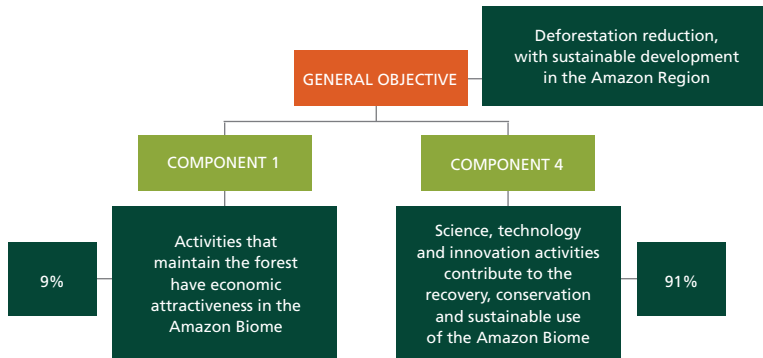 Deforestation reduction,
with sustainable development
in the Amazon Region
GENERAL OBJECTIVE
COMPONENT 1
COMPONENT 4
Activities that
maintain the forest
have economic
attractiveness in the
Amazon Biome
9%
Science, technology
and innovation activities
contribute to the
recovery, conservation
and sustainable use
of the Amazon Biome
91%